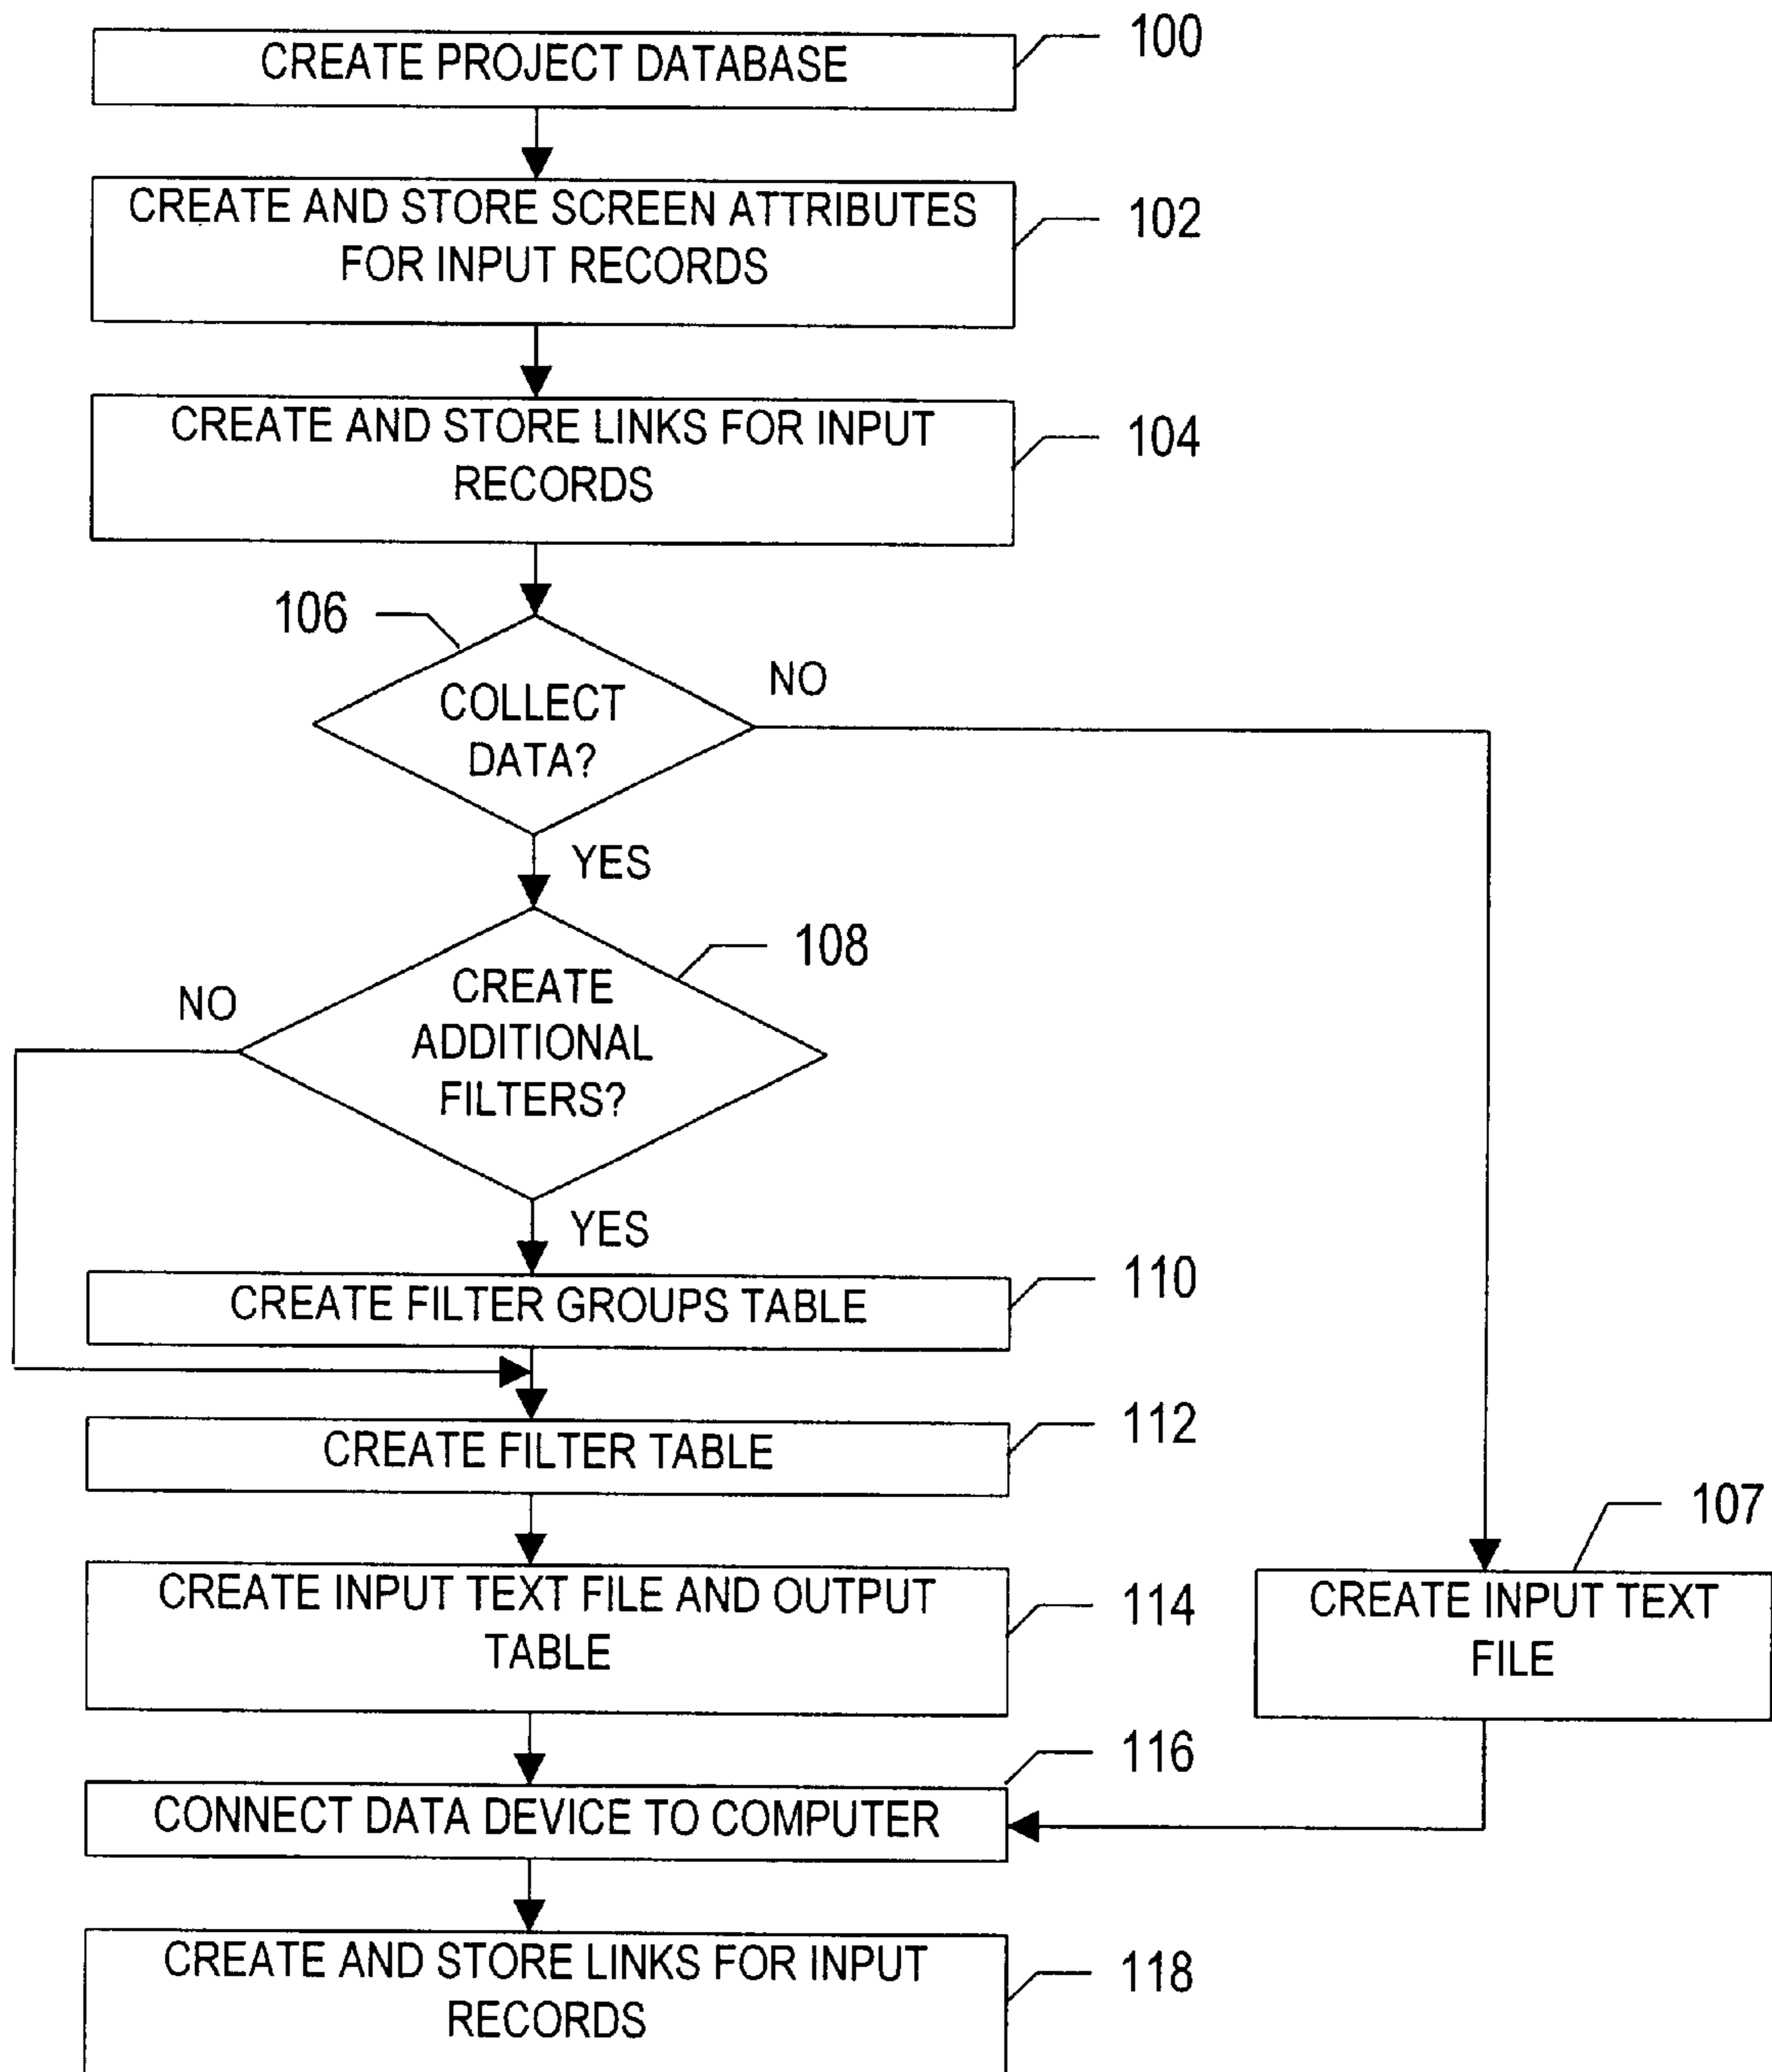 CREATE PROJECT DATABASE
100
CREATE AND STORE SCREEN ATTRIBUTES
FOR INPUT RECORDS
102
CREATE AND STORE LINKS FOR INPUT
RECORDS
104
106
COLLECT
DATA?
NO
YES
108
CREATE
ADDITIONAL
FILTERS?
NO
YES
CREATE FILTER GROUPS TABLE
110
CREATE FILTER TABLE
112
CREATE INPUT TEXT FILE AND OUTPUT
TABLE
114
107
CREATE INPUT TEXT
FILE
116
CONNECT DATA DEVICE TO COMPUTER
CREATE AND STORE LINKS FOR INPUT
RECORDS
118